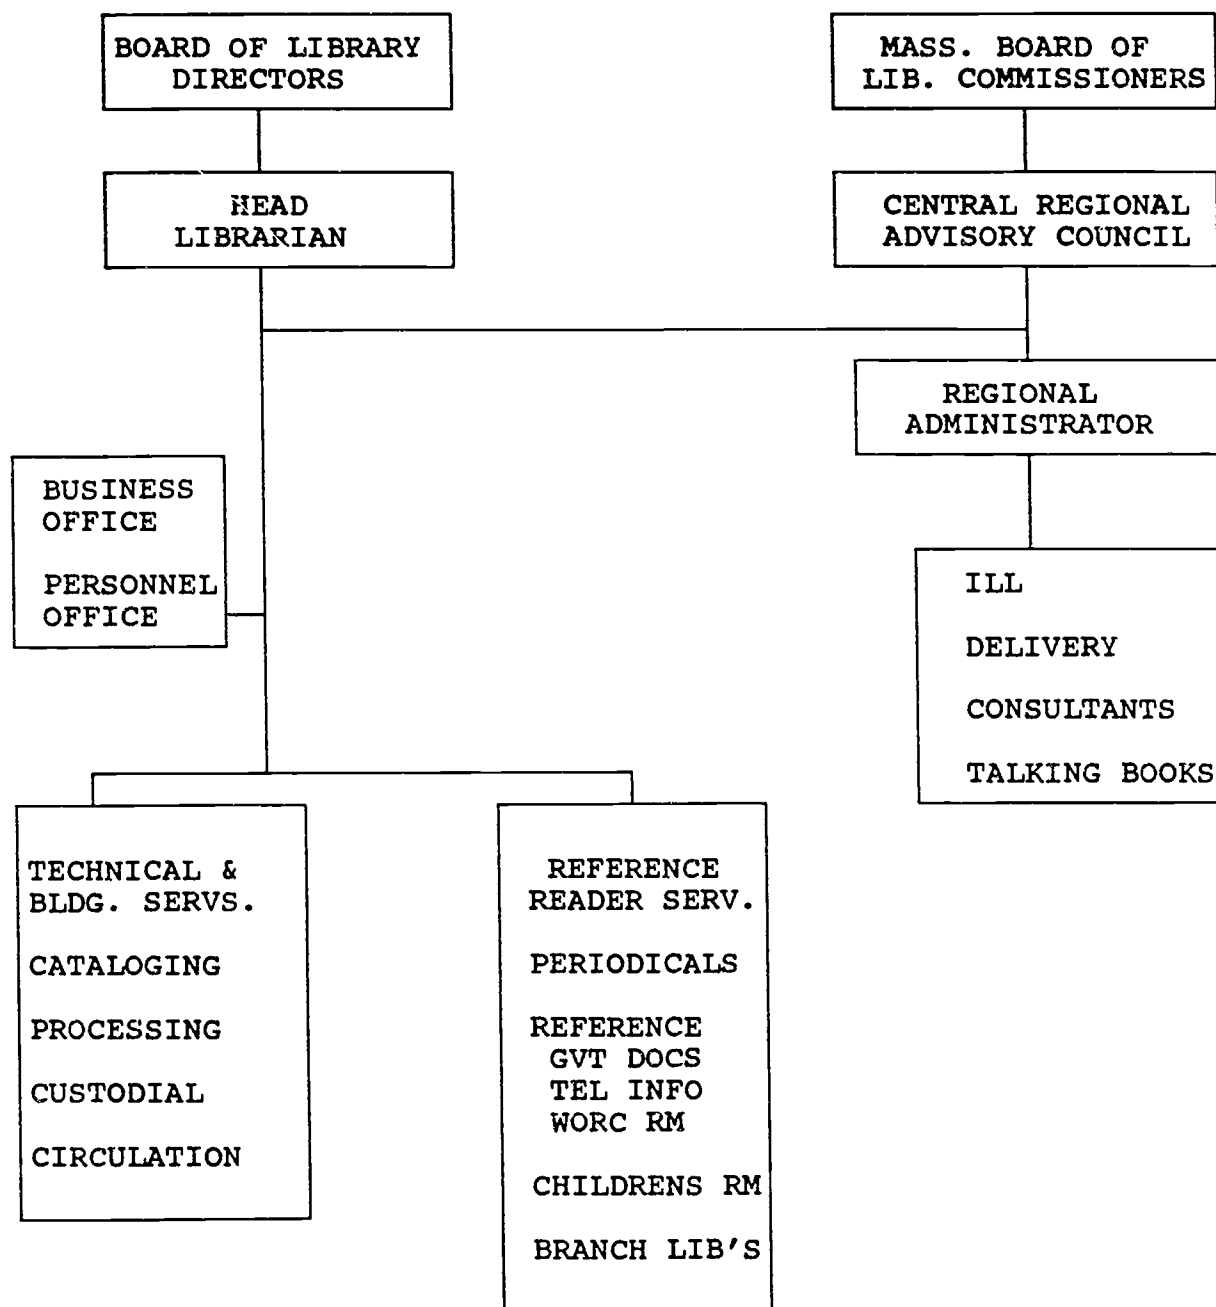 BOARD OF LIBRARY
DIRECTORS
MASS. BOARD OF
LIB. COMMISSIONERS
HEAD
LIBRARIAN
CENTRAL REGIONAL
ADVISORY COUNCIL
REGIONAL
ADMINISTRATOR
BUSINESS
OFFICE
PERSONNEL
OFFICE
ILL
DELIVERY
CONSULTANTS
TALKING BOOKS
TECHNICAL &
BLDG. SERVS.
CATALOGING
PROCESSING
CUSTODIAL
CIRCULATION
REFERENCE
READER SERV.
PERIODICALS
REFERENCE
GVT DOCS
TEL INFO
WORC RM
CHILDRENS RM
BRANCH LIB'S